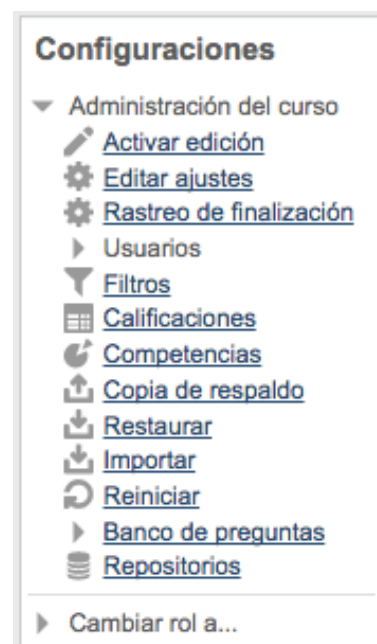 Configuraciones
Administración del curso
Activar edición
Editar ajustes
Rastreo de finalización
Usuarios
Filtros
Calificaciones
Competencias
Copia de respaldo
Restaurar
Importar
Reiniciar
Banco de preguntas
Repositorios
Cambiar rol a...